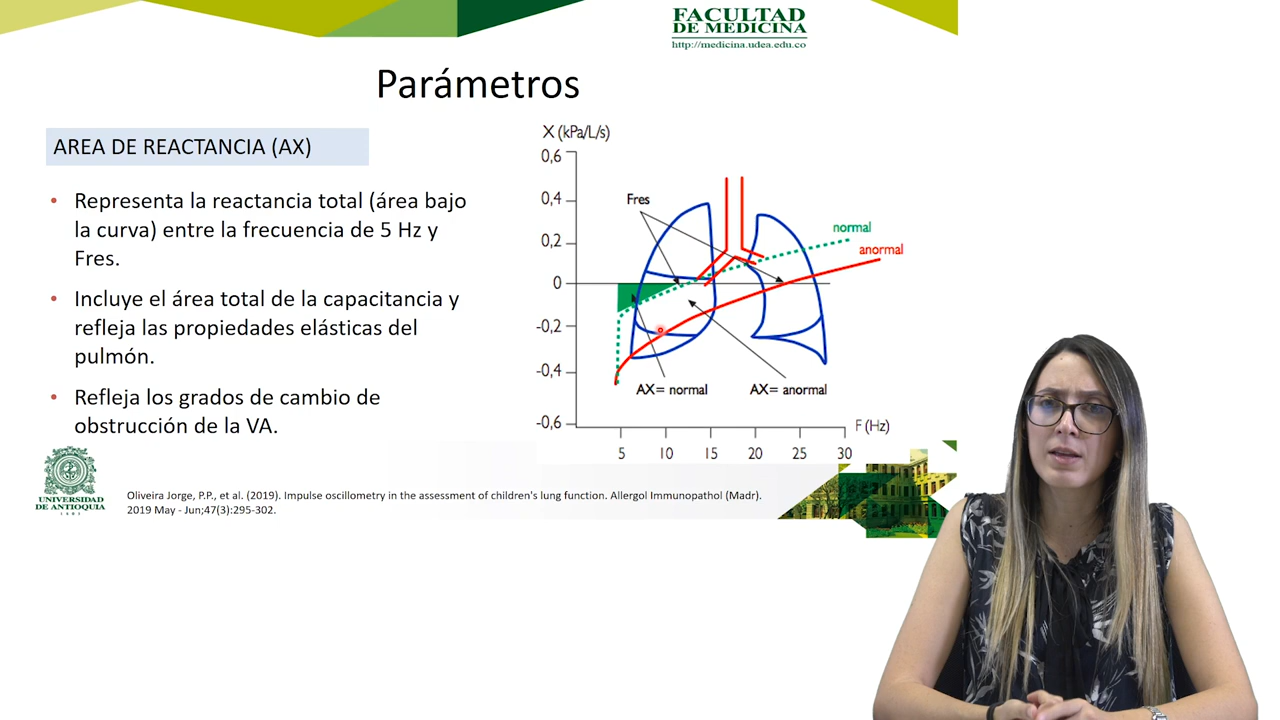 FACULTAD
DE MEDICINA
http://medicina.udea.edu.co
Parámetros
AREA DE REACTANCIA (AX)
• Representa la reactancia total (área bajo
la curva) entre la frecuencia de 5 Hz y
Fres.
• Incluye el área total de la capacitancia y
refleja las propiedades elásticas del
pulmón.
• Refleja los grados de cambio de
obstrucción de la VA.
X (kPa/L/s)
0,6
0,4
0,2
0
-0,2
-0,4
-0,6
Fres
normal
anormal
AX= normal
AX= anormal
F (Hz)
5 10 15 20 25 30
UNIVERSIDAD
DE ANTIOQUIA
1803
Oliveira Jorge, P.P., et al. (2019). Impulse oscillometry in the assessment of children's lung function. Allergol Immunopathol (Madr).
2019 May - Jun;47(3):295-302.